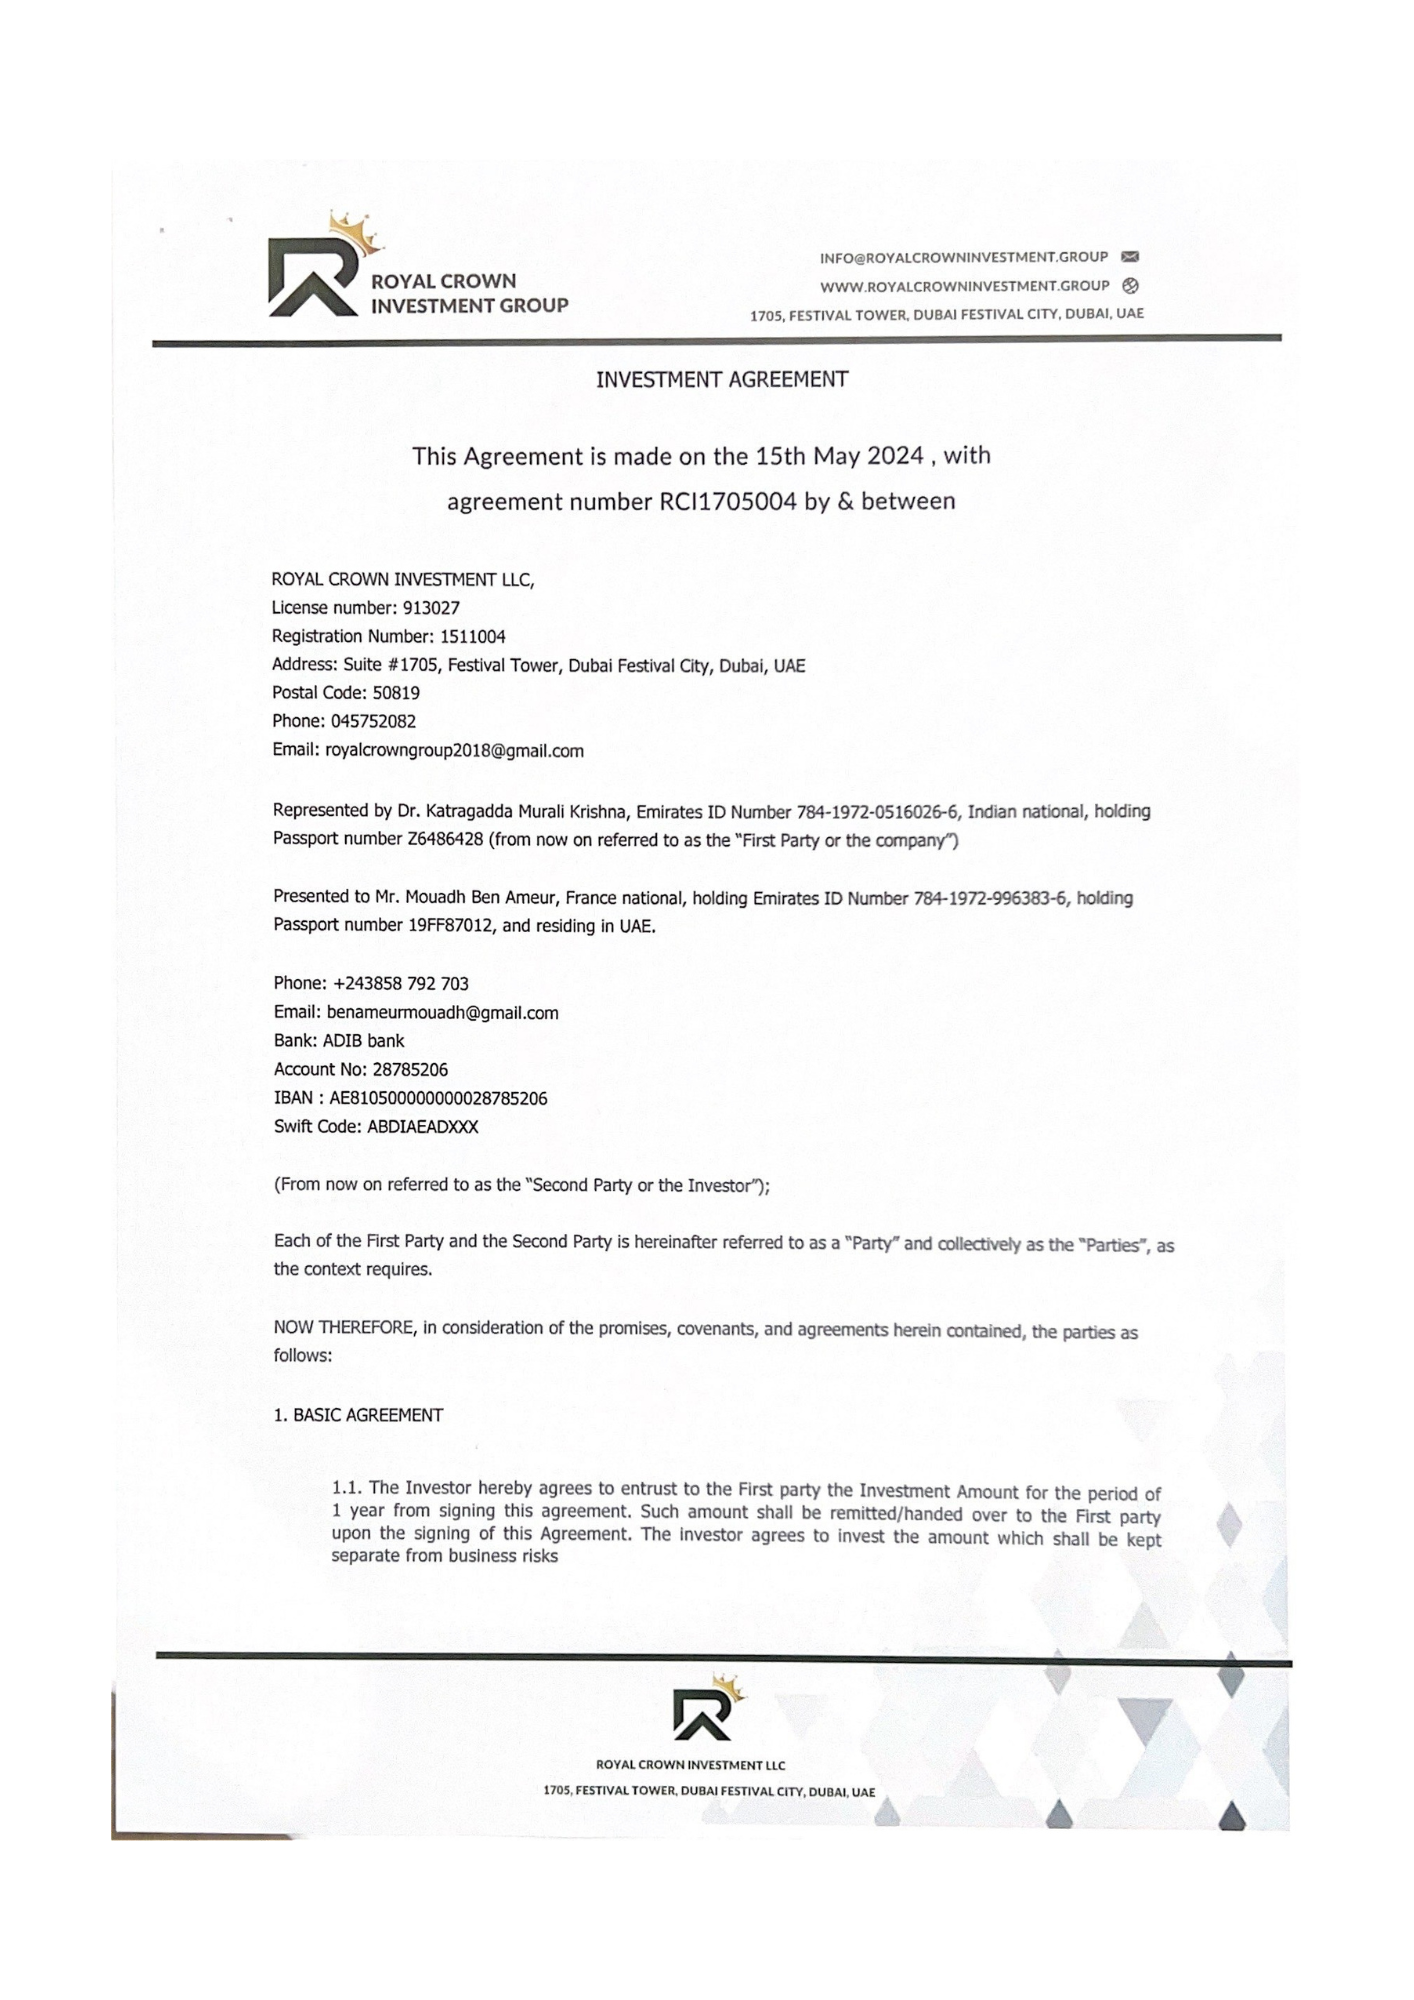 ROYAL CROWN
INVESTMENT GROUP
INFO@ROYALCROWNINVESTMENT.GROUP
WWW.ROYALCROWNINVESTMENT.GROUP
1705, FESTIVAL TOWER, DUBAI FESTIVAL CITY, DUBAI, UAE
INVESTMENT AGREEMENT
This Agreement is made on the 15th May 2024 , with
agreement number RCI1705004 by & between
ROYAL CROWN INVESTMENT LLC,
License number: 913027
Registration Number: 1511004
Address: Suite #1705, Festival Tower, Dubai Festival City, Dubai, UAE
Postal Code: 50819
Phone: 045752082
Email: royalcrowngroup2018@gmail.com
Represented by Dr. Katragadda Murali Krishna, Emirates ID Number 784-1972-0516026-6, Indian national, holding
Passport number Z6486428 (from now on referred to as the "First Party or the company")
Presented to Mr. Mouadh Ben Ameur, France national, holding Emirates ID Number 784-1972-996383-6, holding
Passport number 19FF87012, and residing in UAE.
Phone: +243858 792 703
Email: benameurmouadh@gmail.com
Bank: ADIB bank
Account No: 28785206
IBAN : AE810500000000028785206
Swift Code: ABDIAEADXXX
(From now on referred to as the "Second Party or the Investor");
Each of the First Party and the Second Party is hereinafter referred to as a "Party" and collectively as the "Parties", as
the context requires.
NOW THEREFORE, in consideration of the promises, covenants, and agreements herein contained, the parties as
follows:
1. BASIC AGREEMENT
1.1. The Investor hereby agrees to entrust to the First party the Investment Amount for the period of
1 year from signing this agreement. Such amount shall be remitted/handed over to the First party
upon the signing of this Agreement. The investor agrees to invest the amount which shall be kept
separate from business risks
ROYAL CROWN INVESTMENT LLC
1705, FESTIVAL TOWER, DUBAI FESTIVAL CITY, DUBAI, UAE